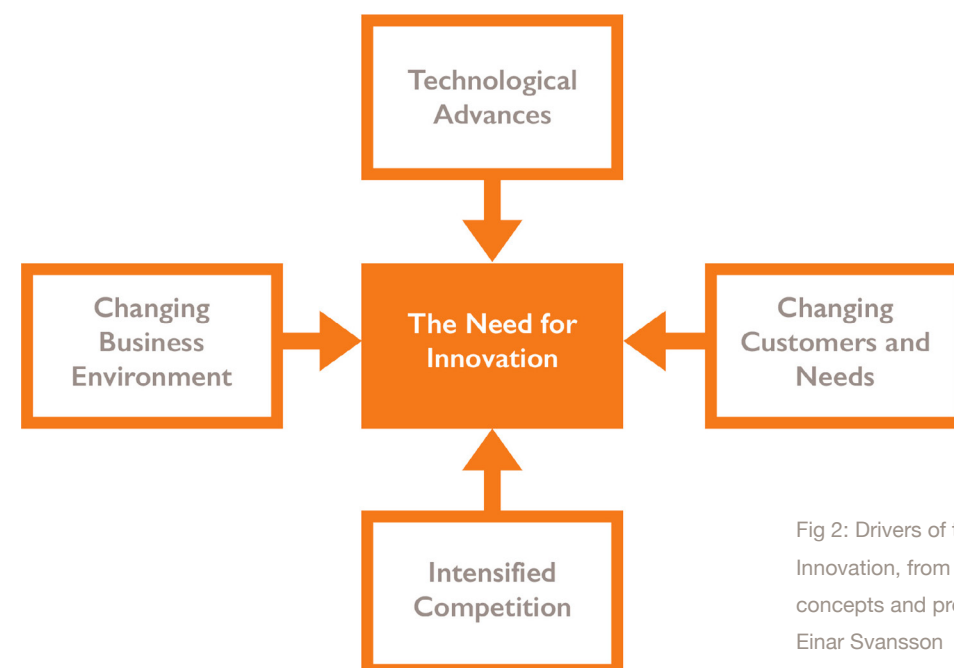 Technological
Advances
Changing
Business
Environment
The Need for
Innovation
Changing
Customers and
Needs
Intensified
Competition
Fig 2: Drivers of
Innovation, from
concepts and
Einar Svansson